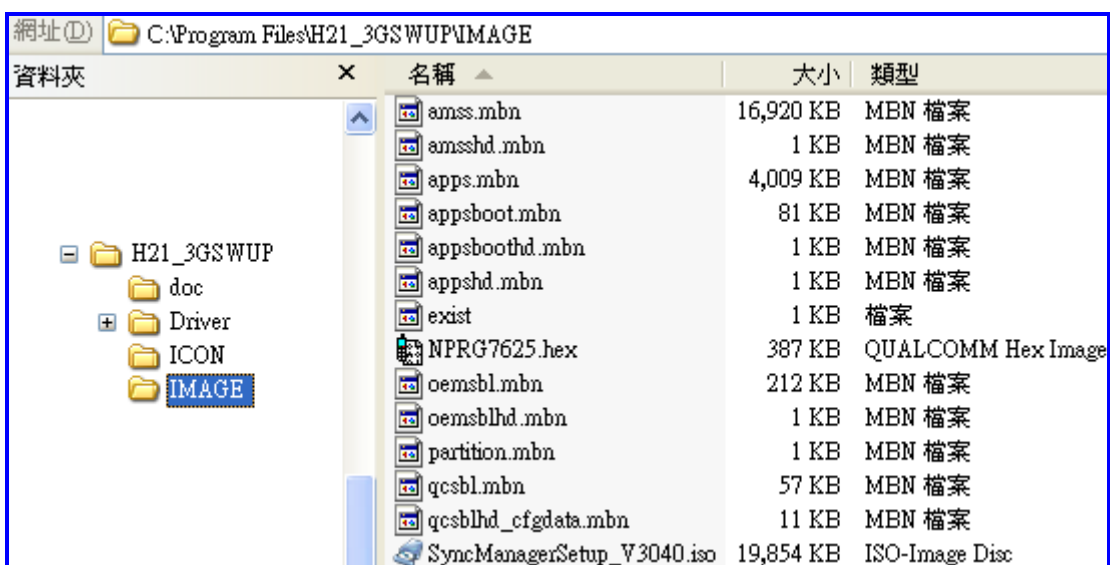 網址(D) C:\Program Files\H21_3GSWUP\IMAGE
資料夾 × 名稱 大小 類型
amss.mbn 16,920 KB MBN 檔案
amsshd.mbn 1 KB MBN 檔案
apps.mbn 4,009 KB MBN 檔案
appsboot.mbn 81 KB MBN 檔案
H21_3GSWUP appsboothd.mbn 1 KB MBN 檔案
doc appshd.mbn 1 KB MBN 檔案
Driver exist 1 KB 檔案
ICON NPRG7625.hex 387 KB QUALCOMM Hex Image
IMAGE oemsbl.mbn 212 KB MBN 檔案
oemsblhd.mbn 1 KB MBN 檔案
partition.mbn 1 KB MBN 檔案
qcsbl.mbn 57 KB MBN 檔案
qcsblhd_cfgdata.mbn 11 KB MBN 檔案
SyncManagerSetup_V3040.iso 19,854 KB ISO-Image Disc